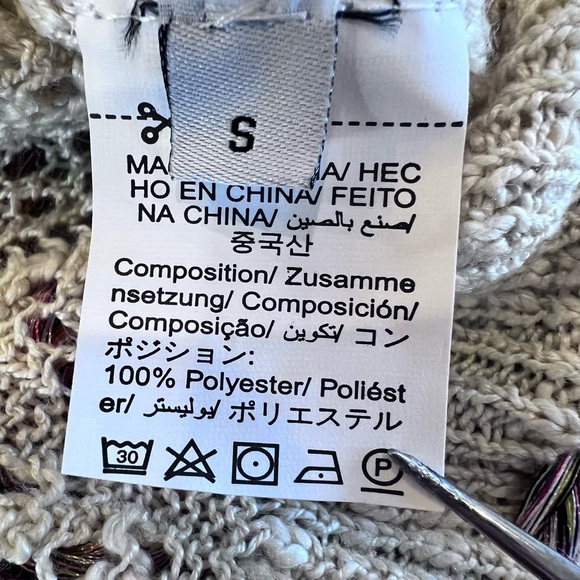 S
HEC
HO EN CHINA/ FEITO
NA CHINA/ صنع بالصين/
중국산
Composition/ Zusamme
nsetzung/ Composición/
Composição/ تكوين/ コン
ポジション:
100% Polyester/ Poliést
er/ بوليستر/ ポリエステル
30
P